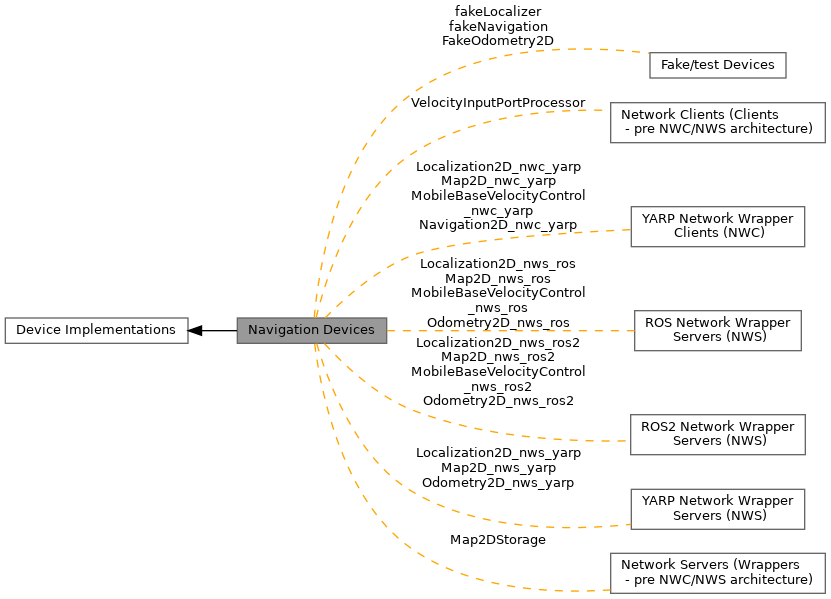 fakeLocalizer
fakeNavigation
FakeOdometry2D
Fake/test Devices
VelocityInputPortProcessor
Network Clients (Clients
- pre NWC/NWS architecture)
Localization2D_nwc_yarp
Map2D_nwc_yarp
MobileBaseVelocityControl
_nwc_yarp
Navigation2D_nwc_yarp
YARP Network Wrapper
Clients (NWC)
Localization2D_nws_ros
Map2D_nws_ros
MobileBaseVelocityControl
_nws_ros
Odometry2D_nws_ros
ROS Network Wrapper
Servers (NWS)
Device Implementations
Navigation Devices
Localization2D_nws_ros2
Map2D_nws_ros2
MobileBaseVelocityControl
_nws_ros2
Odometry2D_nws_ros2
ROS2 Network Wrapper
Servers (NWS)
Localization2D_nws_yarp
Map2D_nws_yarp
Odometry2D_nws_yarp
YARP Network Wrapper
Servers (NWS)
Map2DStorage
Network Servers (Wrappers
- pre NWC/NWS architecture)